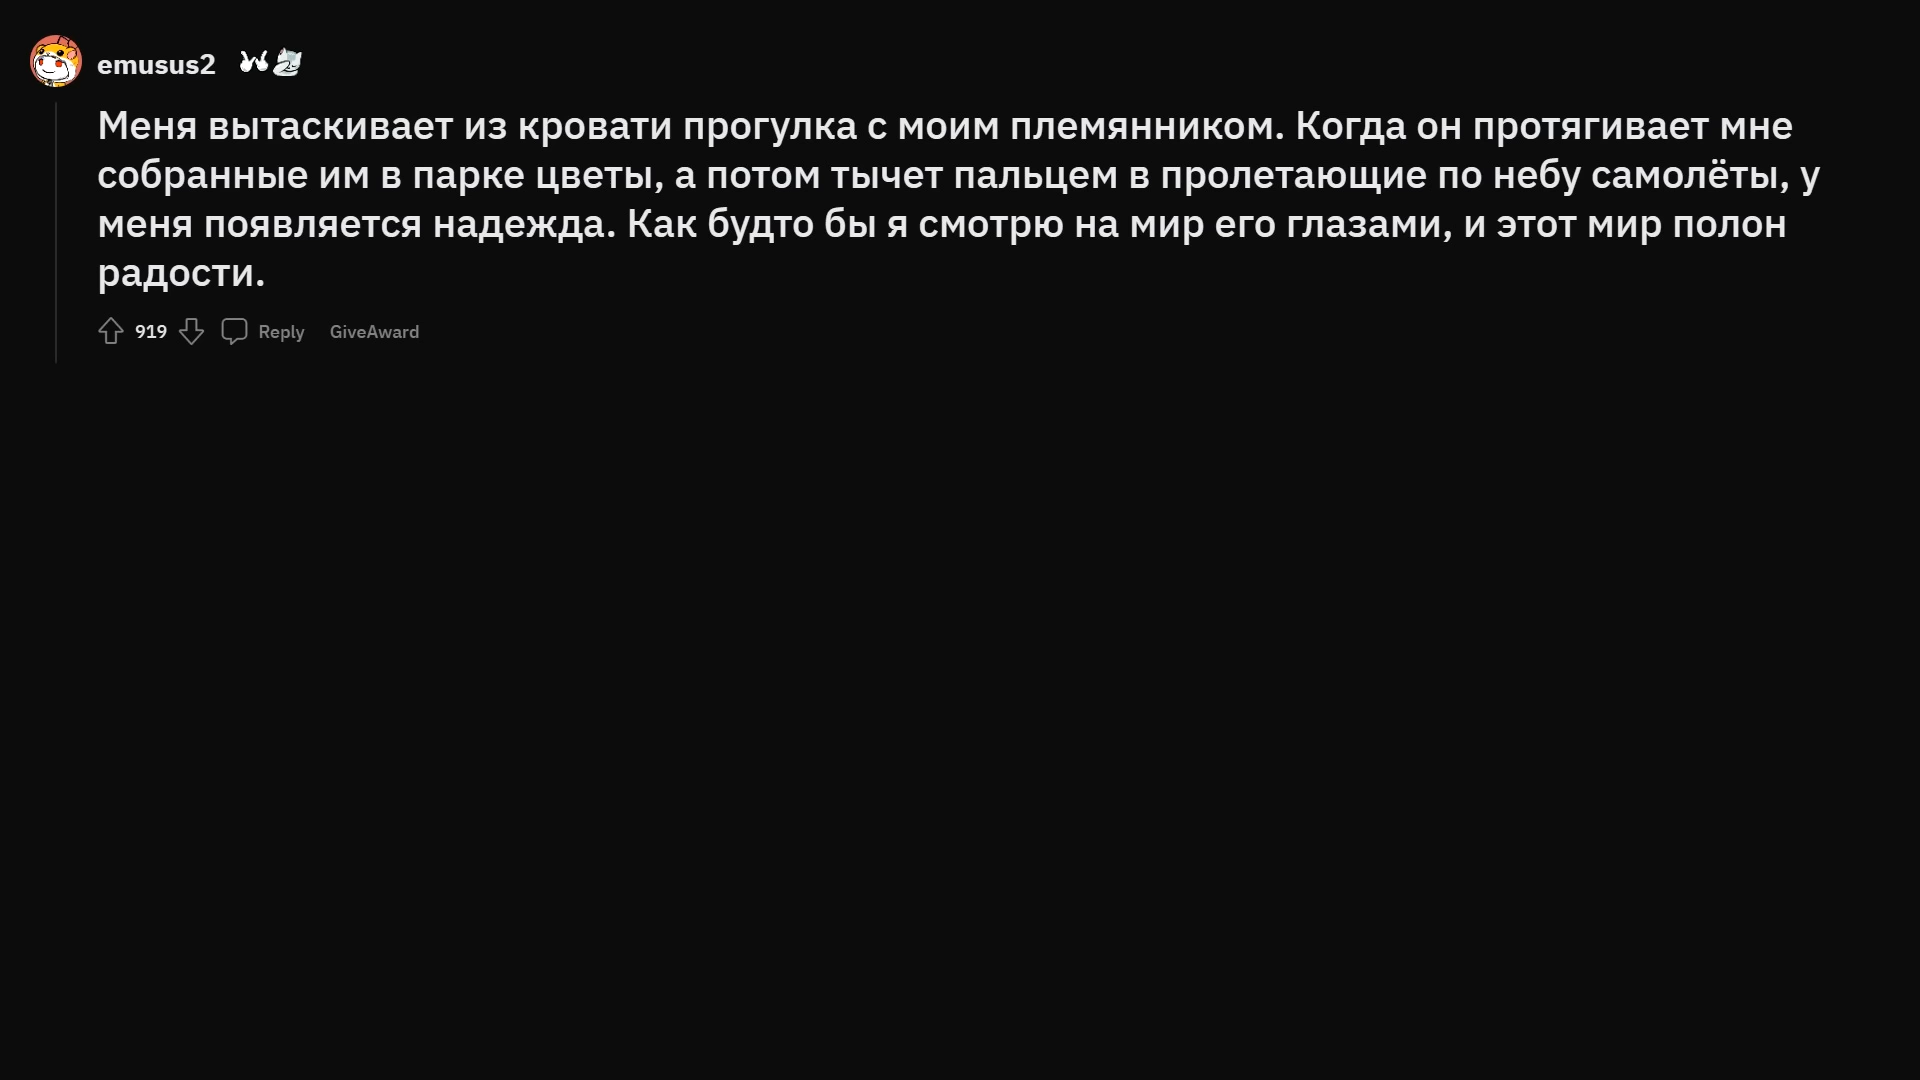 emusus2
Меня вытаскивает из кровати прогулка с моим племянником. Когда он протягивает мне
собранные им в парке цветы, а потом тычет пальцем в пролетающие по небу самолёты, у
меня появляется надежда. Как будто бы я смотрю на мир его глазами, и этот мир полон
радости.
919 Reply GiveAward